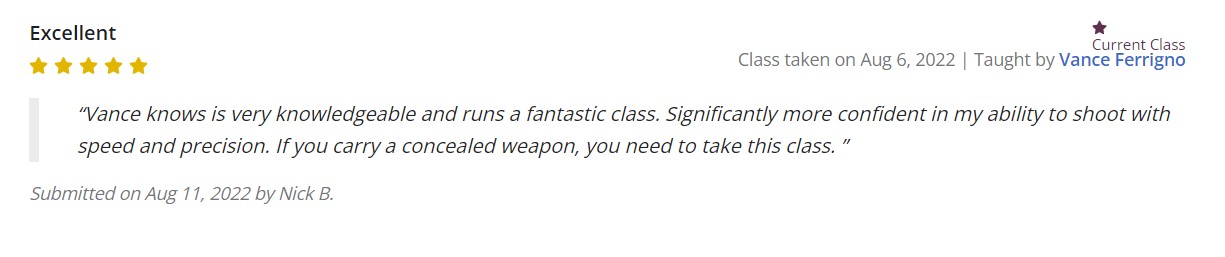 Excellent
Current Class
Class taken on Aug 6, 2022 | Taught by Vance Ferrigno
“Vance knows is very knowledgeable and runs a fantastic class. Significantly more confident in my ability to shoot with
speed and precision. If you carry a concealed weapon, you need to take this class. ”
Submitted on Aug 11, 2022 by Nick B.